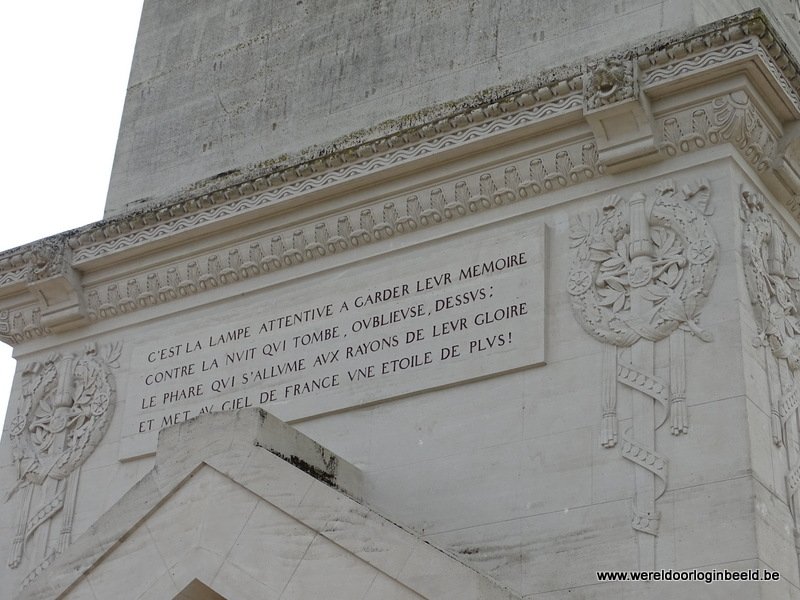 C'EST LA LAMPE ATTENTIVE A GARDER LEVR MEMOIRE
CONTRE LA NVIT QVI TOMBE, OVBLIEVSE, DESSVS:
LE PHARE QVI S'ALLVME AVX RAYONS DE LEVR GLOIRE
ET MET AV CIEL DE FRANCE VNE ETOILE DE PLVS!
www.wereldoorloginbeeld.be